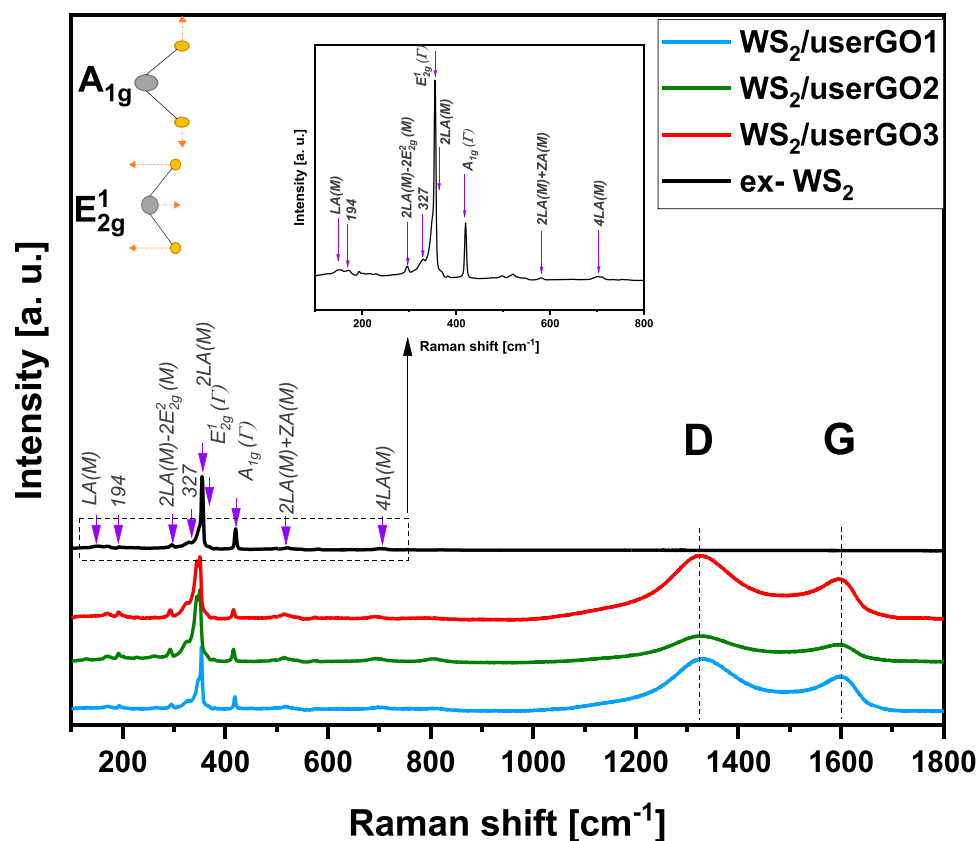 A1g
E¹2g
WS2/userGO1
WS2/userGO2
WS2/userGO3
ex- WS2
Intensity [a. u.]
LA(M)
194
2LA(M)-2E²2g(M)
327
E¹2g(Γ)
2LA(M)
A1g(Γ)
2LA(M)+ZA(M)
4LA(M)
200
400
600
800
Raman shift [cm⁻¹]
Intensity [a. u.]
LA(M)
194
2LA(M)-2E²2g(M)
327
2LA(M)
E¹2g(Γ)
A1g(Γ)
2LA(M)+ZA(M)
4LA(M)
D
G
200 400 600 800 1000 1200 1400 1600 1800
Raman shift [cm⁻¹]